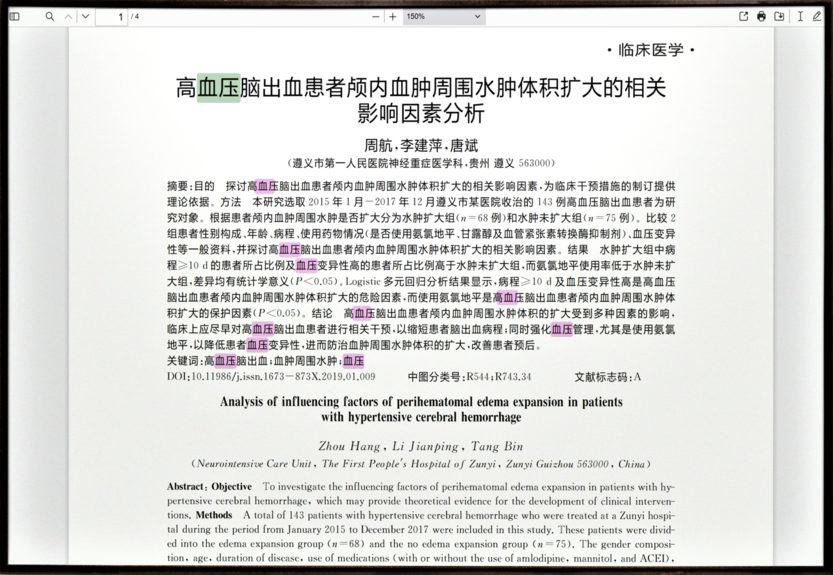 1 / 4
150%
·临床医学·
高血压脑出血患者颅内血肿周围水肿体积扩大的相关
影响因素分析
周航,李建萍,唐斌
(遵义市第一人民医院神经重症医学科,贵州 遵义 563000)
摘要:目的 探讨高血压脑出血患者颅内血肿周围水肿体积扩大的相关影响因素,为临床干预措施的制订提供
理论依据。方法 本研究选取 2015 年 1 月－2017 年 12 月遵义市某医院收治的 143 例高血压脑出血患者为研
究对象。根据患者颅内血肿周围水肿是否扩大分为水肿扩大组(n＝68 例)和水肿未扩大组(n＝75 例)。比较 2
组患者性别构成、年龄、病程、使用药物情况(是否使用氨氯地平、甘露醇及血管紧张素转换酶抑制剂)、血压变异
性等一般资料,并探讨高血压脑出血患者颅内血肿周围水肿体积扩大的相关影响因素。结果 水肿扩大组中病
程≥10 d 的患者所占比例及血压变异性高的患者所占比例高于水肿未扩大组,而氨氯地平使用率低于水肿未扩
大组,差异均有统计学意义(P＜0.05)。Logistic 多元回归分析结果显示,病程≥10 d 及血压变异性高是高血压
脑出血患者颅内血肿周围水肿体积扩大的危险因素,而使用氨氯地平是高血压脑出血患者颅内血肿周围水肿体
积扩大的保护因素(P＜0.05)。结论 高血压脑出血患者颅内血肿周围水肿体积的扩大受到多种因素的影响,
临床上应尽早对高血压脑出血患者进行相关干预,以缩短患者脑出血病程;同时强化血压管理,尤其是使用氨氯
地平,以降低患者血压变异性,进而防治血肿周围水肿体积的扩大,改善患者预后。
关键词:高血压脑出血;血肿周围水肿;血压
DOI:10.11986/j.issn.1673－873X.2019.01.009 中图分类号:R544;R743.34 文献标志码:A
Analysis of influencing factors of perihematomal edema expansion in patients
with hypertensive cerebral hemorrhage
Zhou Hang, Li Jianping, Tang Bin
(Neurointensive Care Unit, The First People's Hospital of Zunyi, Zunyi Guizhou 563000, China)
Abstract: Objective To investigate the influencing factors of perihematomal edema expansion in patients with hy-
pertensive cerebral hemorrhage, which may provide theoretical evidence for the development of clinical interven-
tions. Methods A total of 143 patients with hypertensive cerebral hemorrhage who were treated at a Zunyi hospi-
tal during the period from January 2015 to December 2017 were included in this study. These patients were divid-
ed into the edema expansion group (n＝68) and the no edema expansion group (n＝75). The gender composi-
tion, age, duration of disease, use of medications (with or without the use of amlodipine, mannitol, and ACEI),